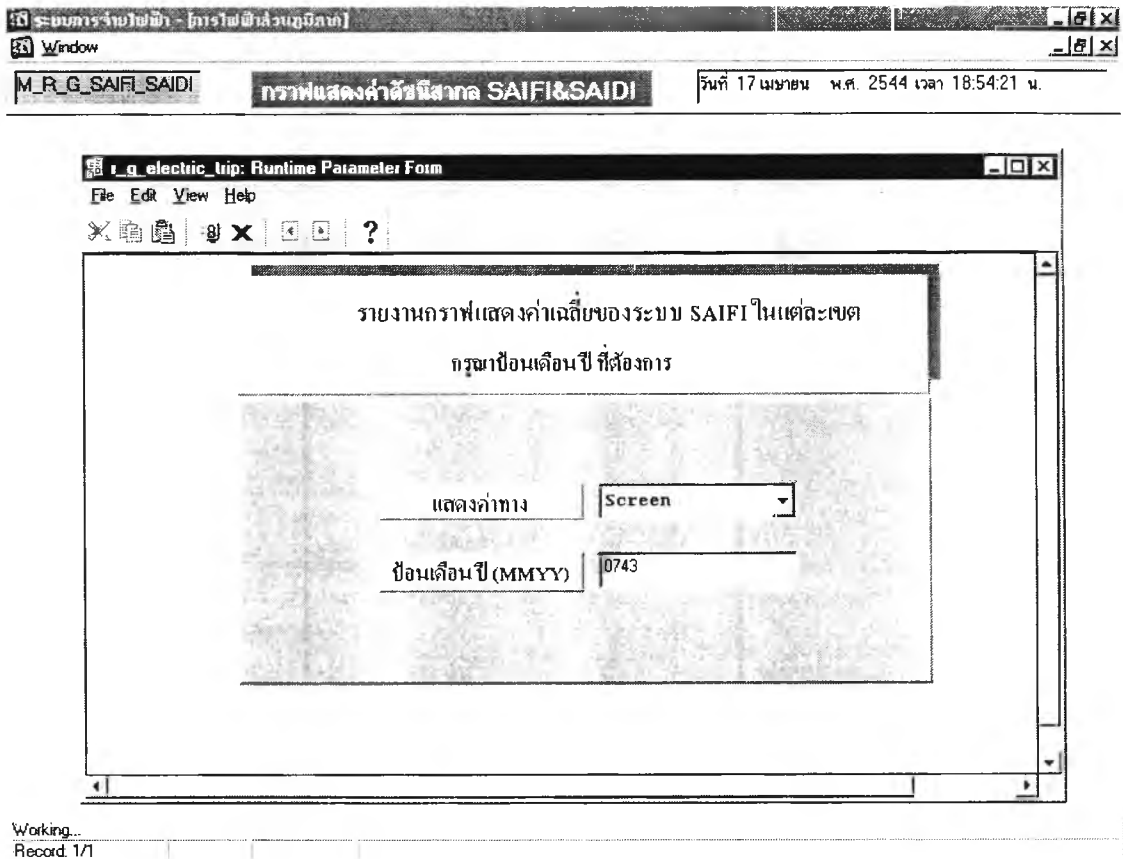 ระบบการจ่ายไฟฟ้า - [การไฟฟ้าส่วนภูมิภาค]
Window
M_R_G_SAIFI_SAIDI
กราฟแสดงค่าดัชนีสากล SAIFI&SAIDI
วันที่ 17 เมษายน พ.ศ. 2544 เวลา 18:54:21 น.
r_g_electric_trip: Runtime Parameter Form
File Edit View Help
รายงานกราฟแสดงค่าเฉลี่ยของระบบ SAIFI ในแต่ละเขต
กรุณาป้อนเดือน ปี ที่ต้องการ
แสดงค่าทาง
Screen
ป้อนเดือน ปี (MMYY)
0743
Working...
Record: 1/1